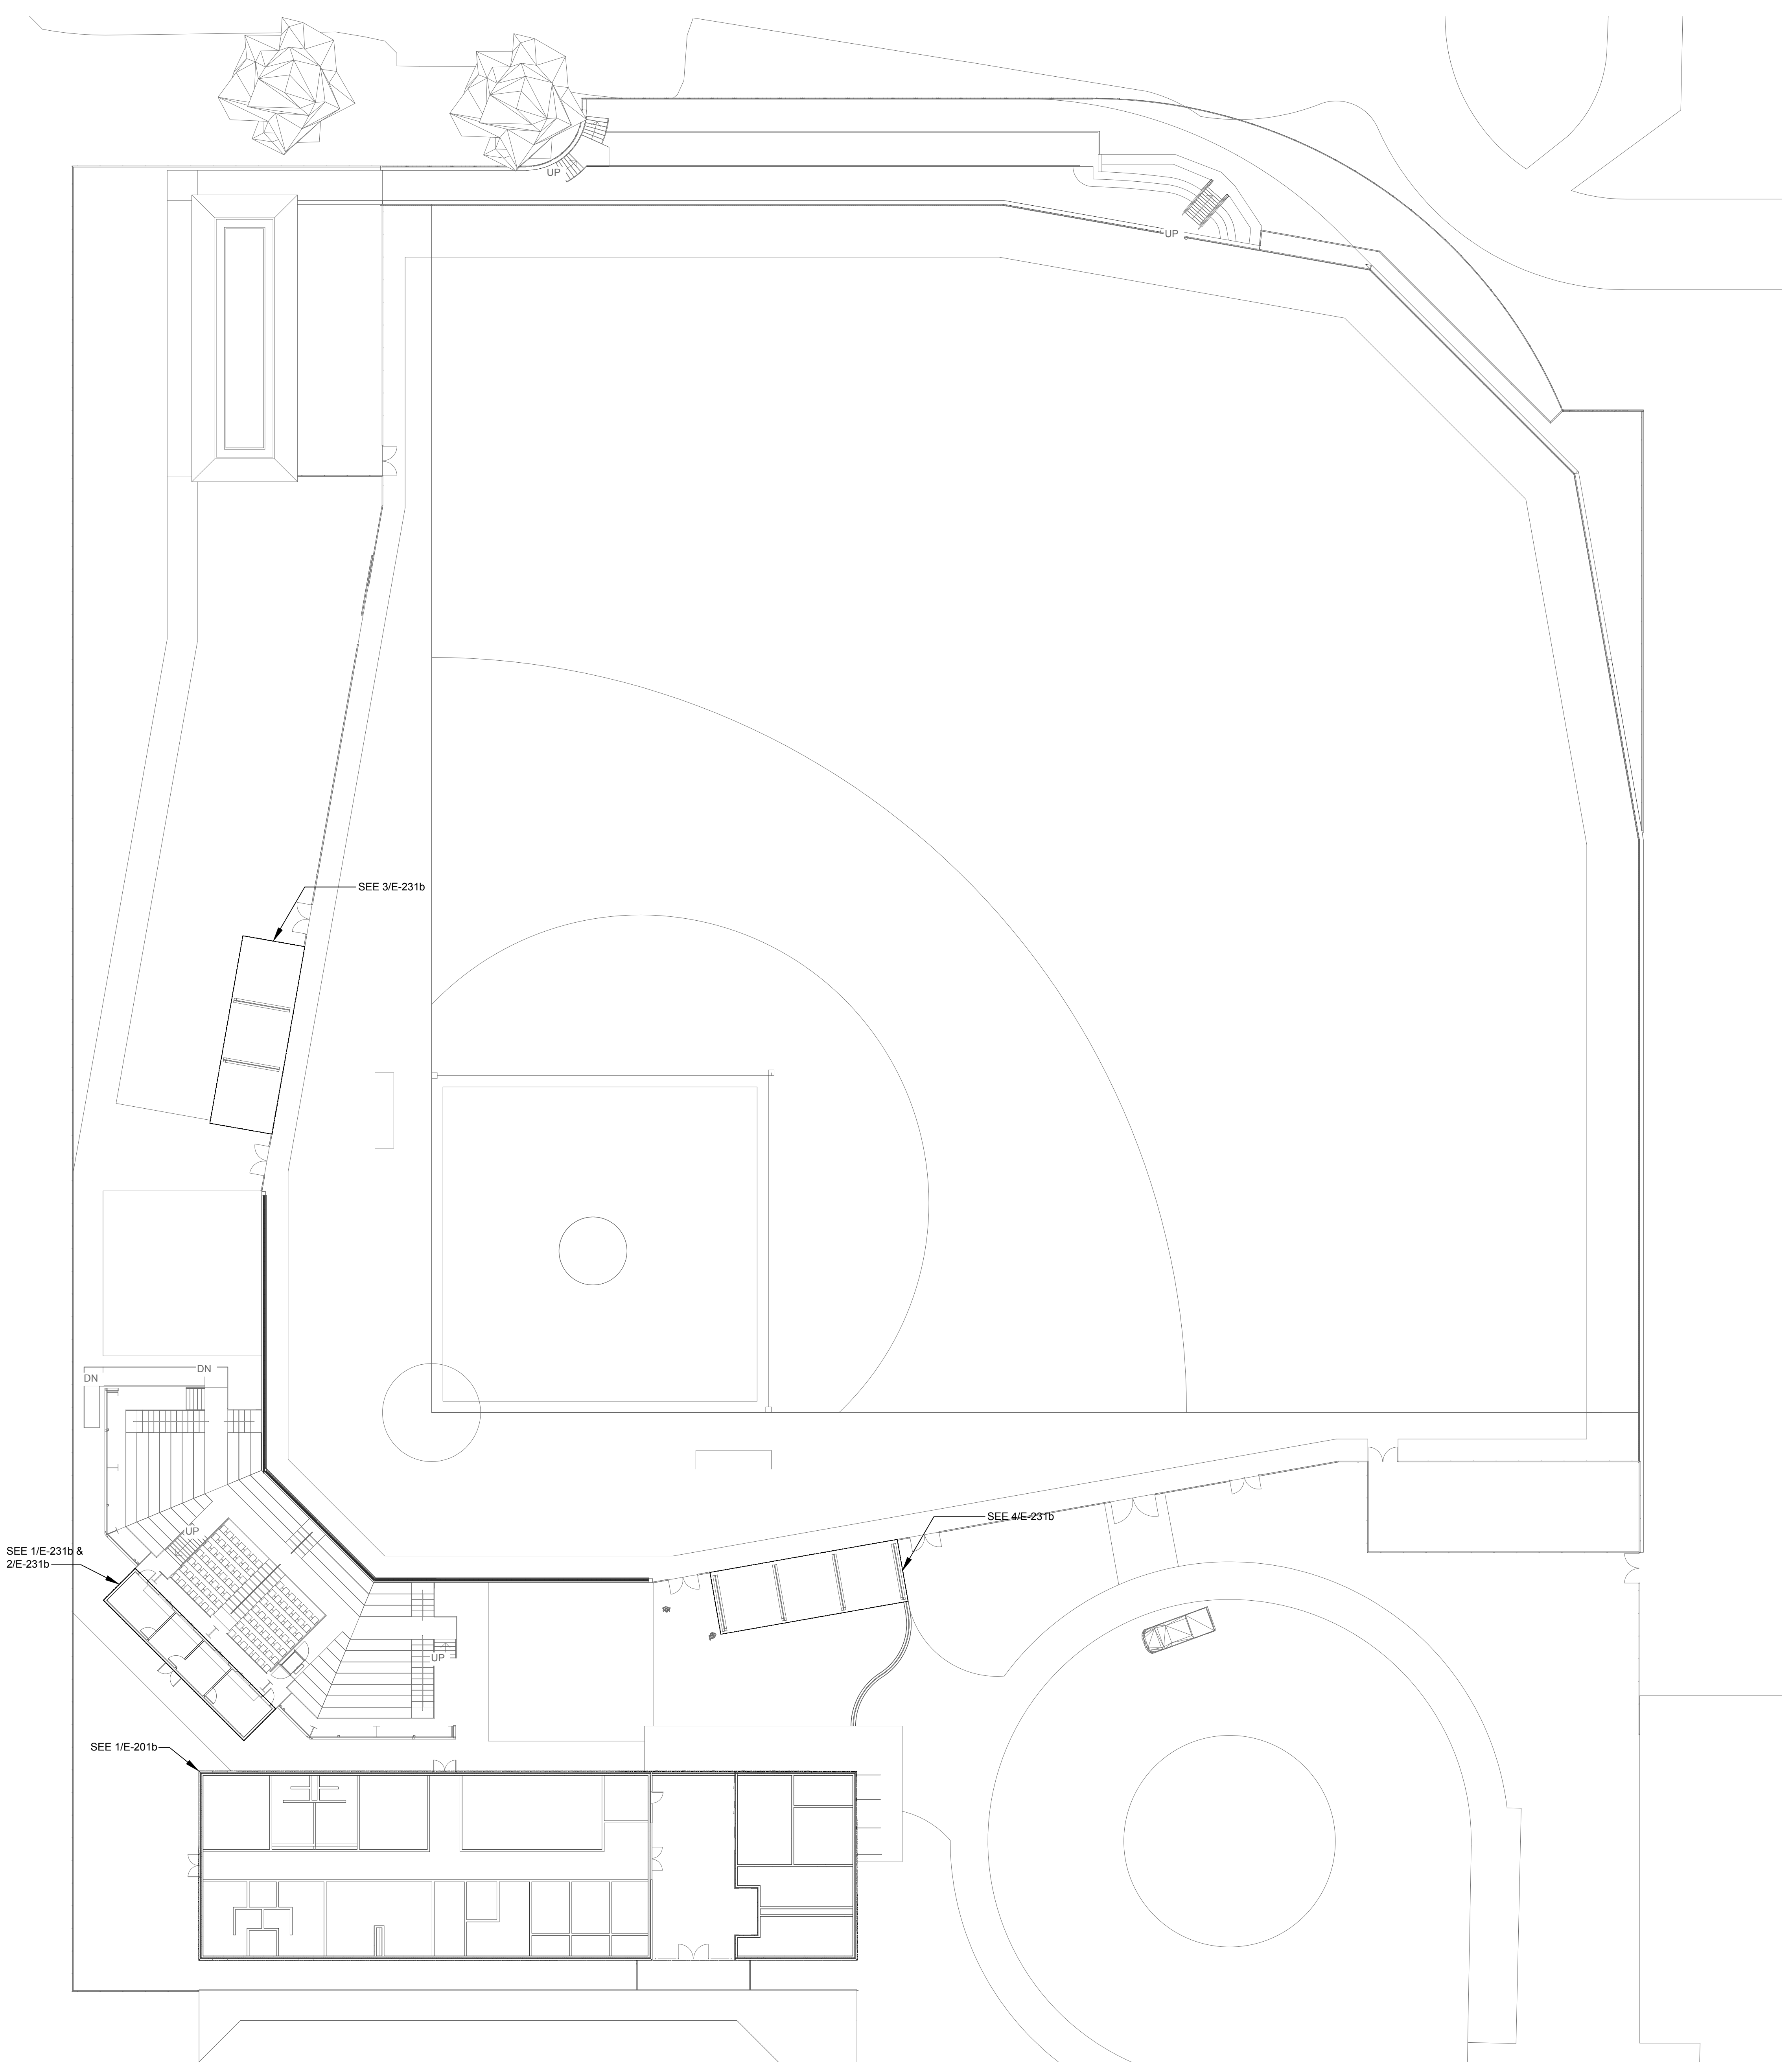 UP
UP
SEE 3/E-231b
DN
DN
SEE 4/E-231b
UP
SEE 1/E-231b &
2/E-231b
UP
SEE 1/E-201b